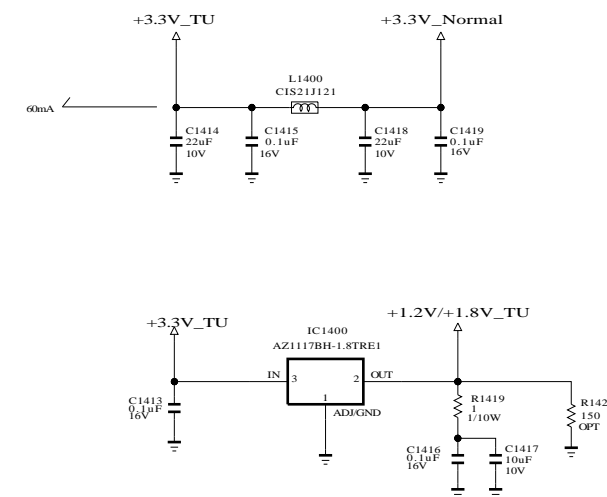 +3.3V_TU
+3.3V_Normal
L1400
CIS21J121
60mA
C1414
22uF
10V
C1415
0.1uF
16V
C1418
22uF
10V
C1419
0.1uF
16V
+3.3V_TU
+1.2V/+1.8V_TU
IC1400
AZ1117BH-1.8TRE1
IN
3
2
OUT
1
ADJ/GND
C1413
0.1uF
16V
R1419
1
1/10W
R142
150
OPT
C1416
0.1uF
16V
C1417
10uF
10V